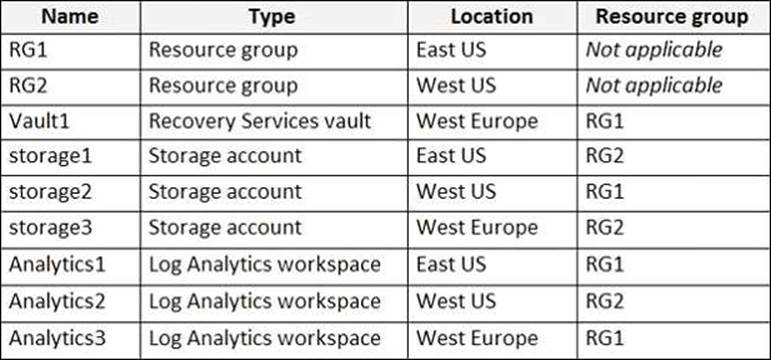 Name Type Location Resource group
RG1 Resource group East US Not applicable
RG2 Resource group West US Not applicable
Vault1 Recovery Services vault West Europe RG1
storage1 Storage account East US RG2
storage2 Storage account West US RG1
storage3 Storage account West Europe RG2
Analytics1 Log Analytics workspace East US RG1
Analytics2 Log Analytics workspace West US RG2
Analytics3 Log Analytics workspace West Europe RG1